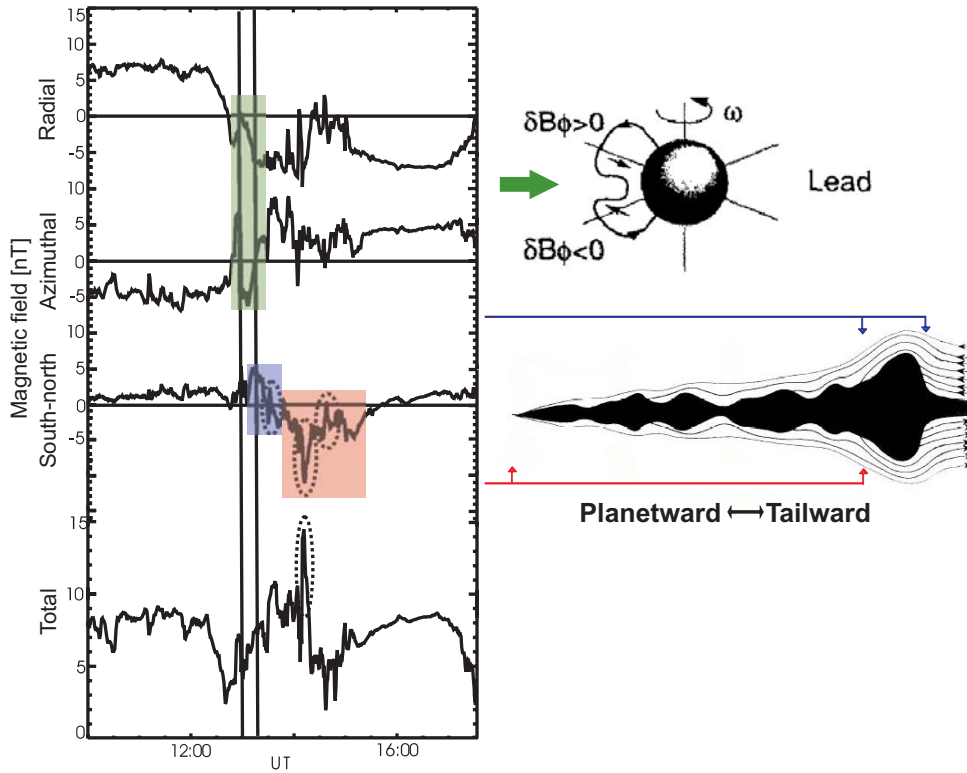 Magnetic field [nT]
Radial
15
10
5
0
-5
Azimuthal
10
5
0
-5
South-north
10
5
0
-5
Total
15
10
5
0
12:00
16:00
UT
δBϕ>0
ω
Lead
δBϕ<0
Planetward ⟷ Tailward